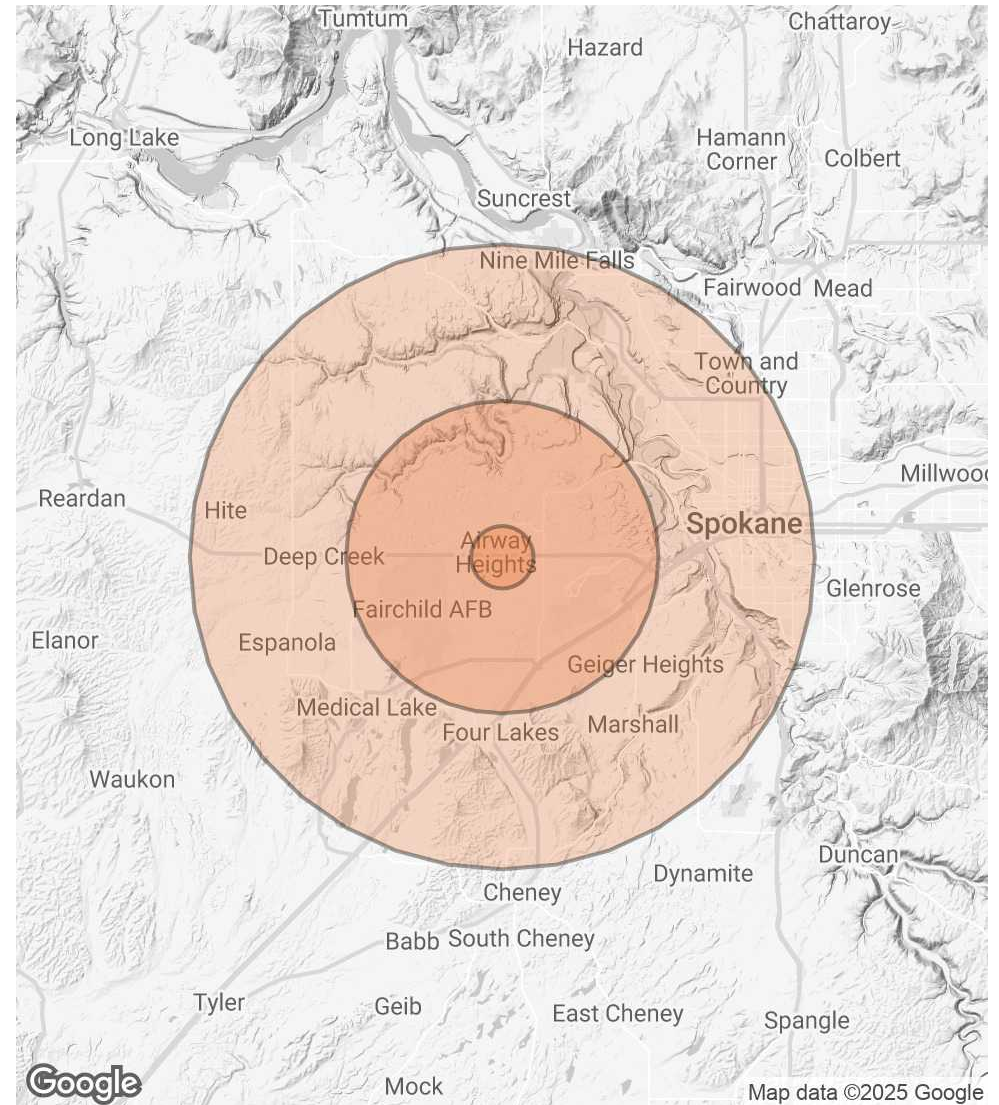 Tumtum
Chattaroy
Hazard
Long Lake
Hamann
Corner
Colbert
Suncrest
Nine Mile Falls
Fairwood
Mead
Town and
Country
Millwood
Reardan
Hite
Spokane
Airway
Heights
Deep Creek
Glenrose
Fairchild AFB
Elanor
Espanola
Geiger Heights
Medical Lake
Marshall
Four Lakes
Waukon
Duncan
Dynamite
Cheney
Babb
South Cheney
Tyler
Geib
East Cheney
Spangle
Mock
Google
Map data ©2025 Google